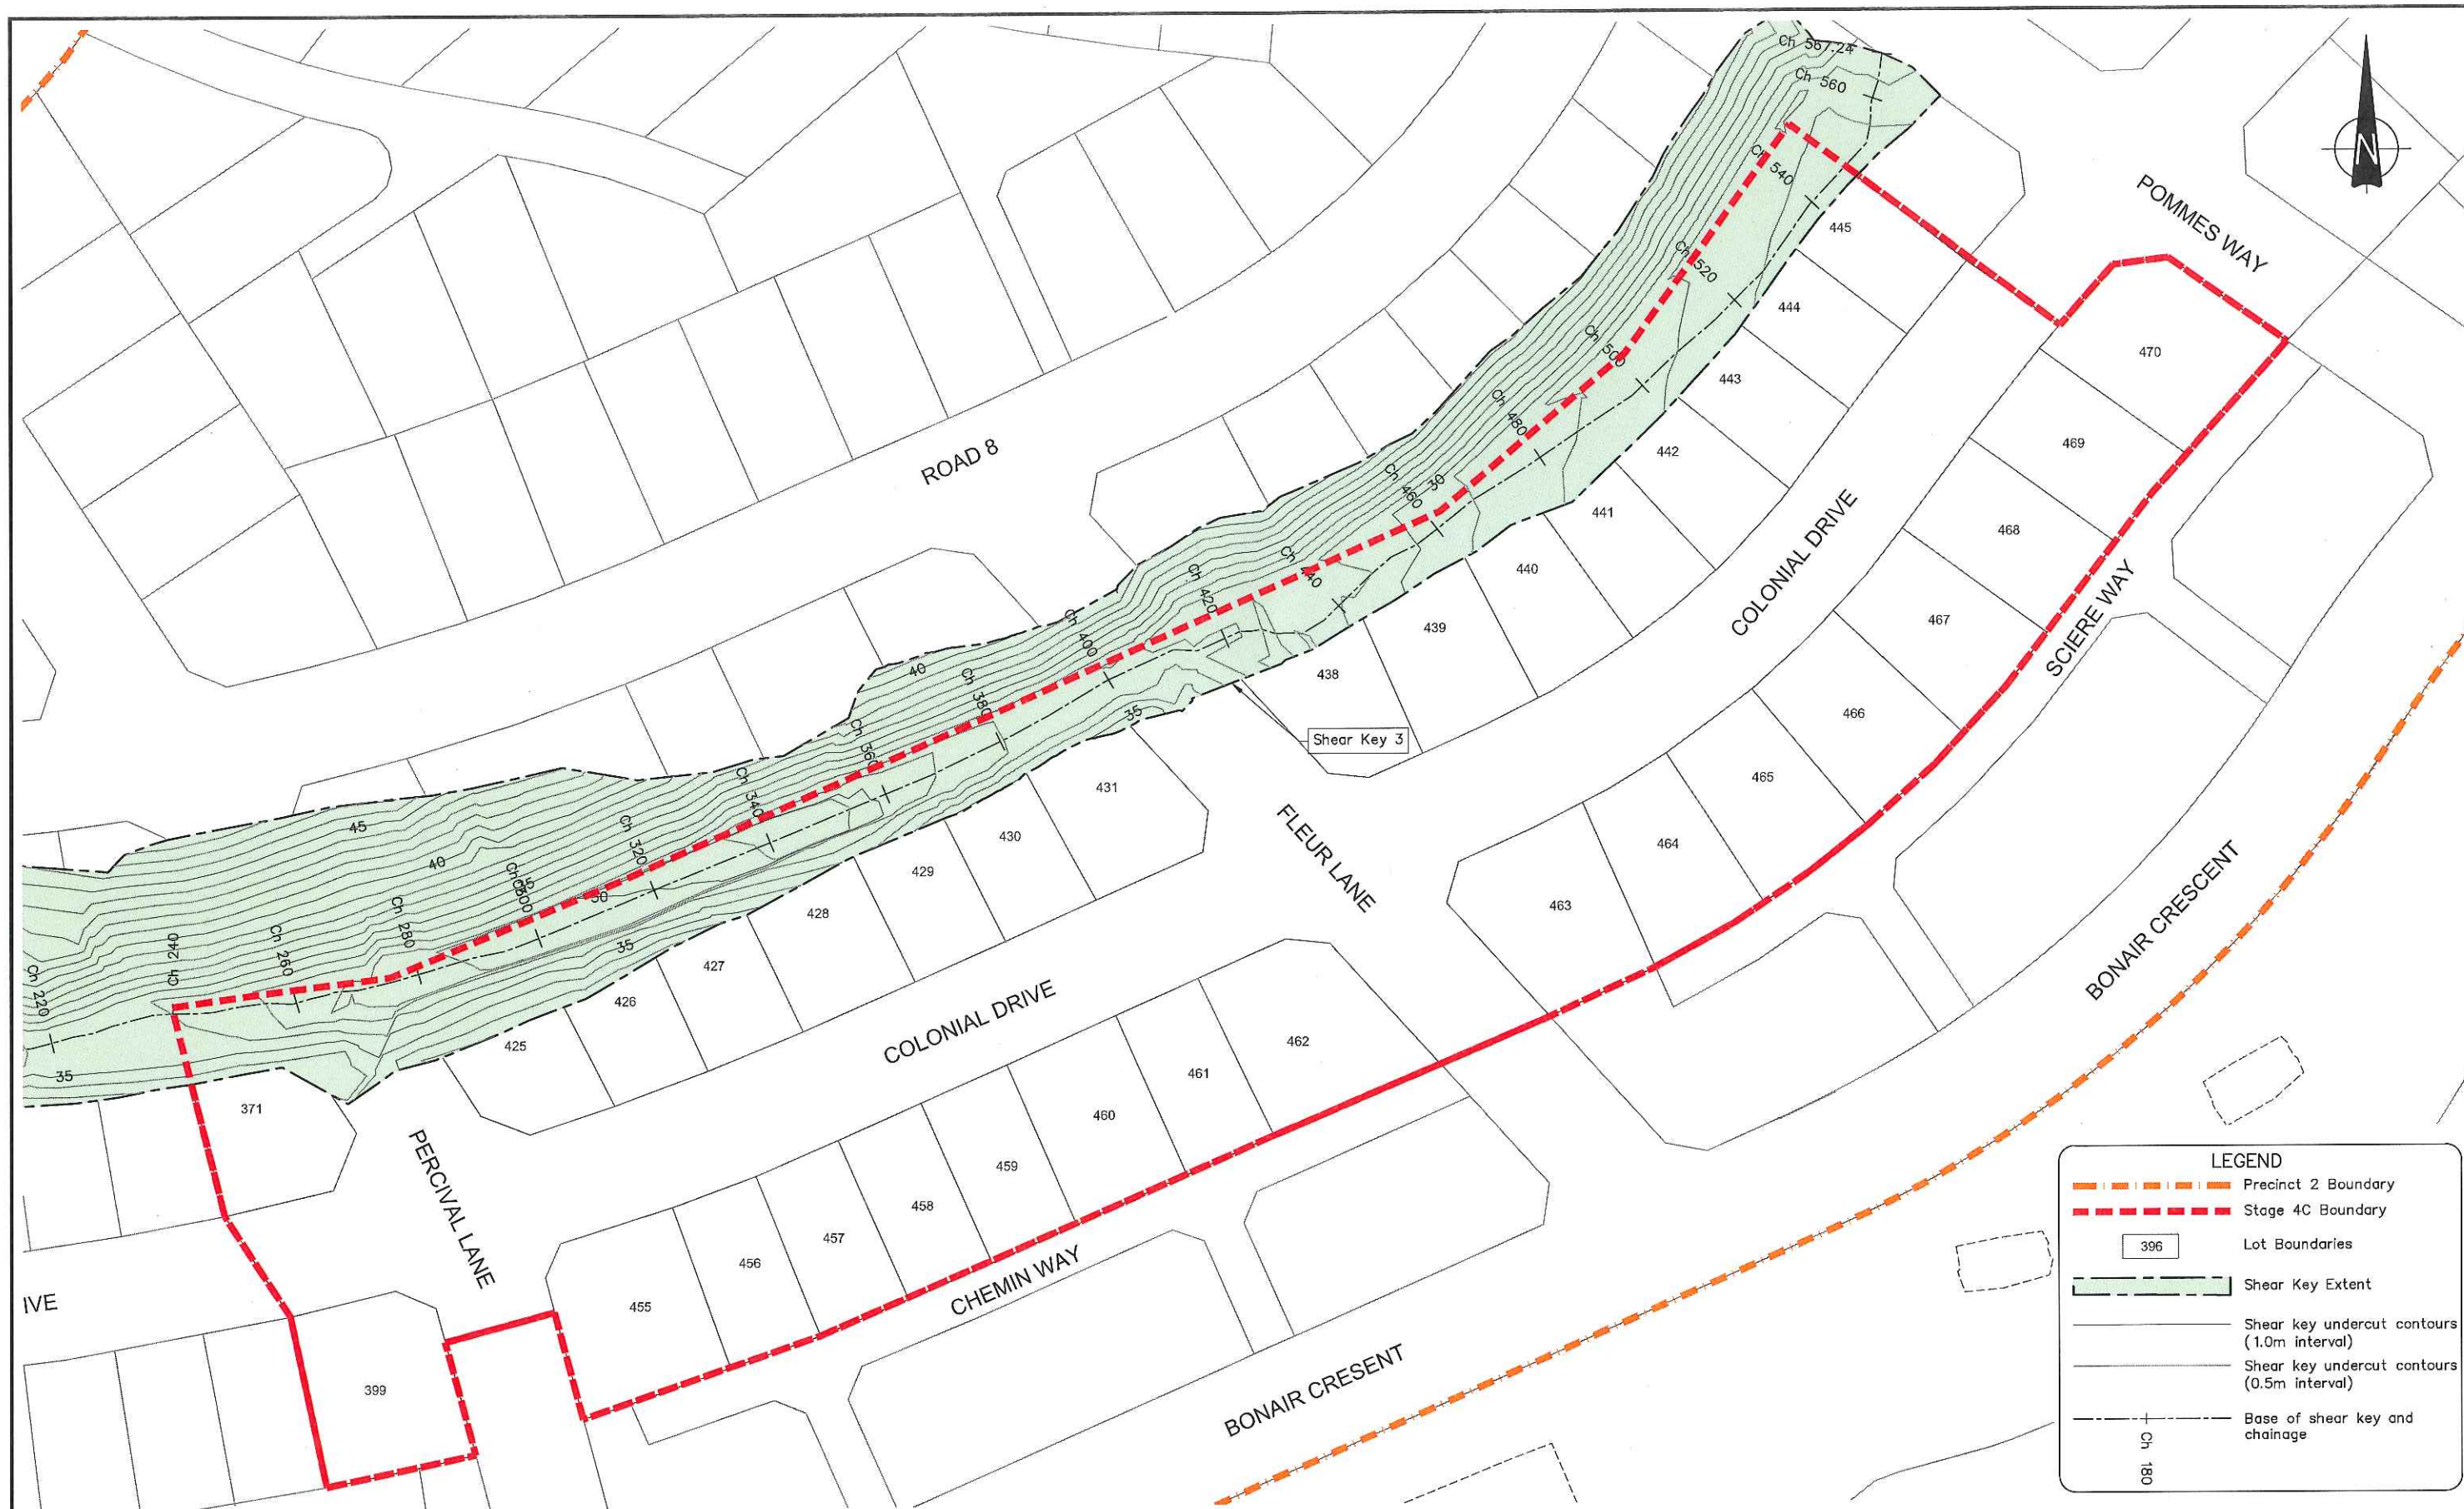 Ch 567.24
Ch 560
N
Ch 540
POMMES WAY
445
Ch 520
444
Ch 500
443
470
Ch 480
469
ROAD 8
442
30
Ch 460
441
468
COLONIAL DRIVE
Ch 440
440
Ch 420
467
SCIERE WAY
439
Ch 400
40
438
Ch 380
35
466
Shear Key 3
Ch 360
465
431
Ch 340
45
430
FLEUR LANE
464
Ch 320
40
429
BONAIR CRESCENT
Ch 300
30
463
428
Ch 280
35
Ch 240
Ch 260
427
Ch 220
426
COLONIAL DRIVE
425
462
35
461
371
460
PERCIVAL LANE
459
458
457
456
CHEMIN WAY
455
IVE
399
BONAIR CRESENT
LEGEND
Precinct 2 Boundary
Stage 4C Boundary
396
Lot Boundaries
Shear Key Extent
Shear key undercut contours
(1.0m interval)
Shear key undercut contours
(0.5m interval)
Base of shear key and
chainage
Ch 180